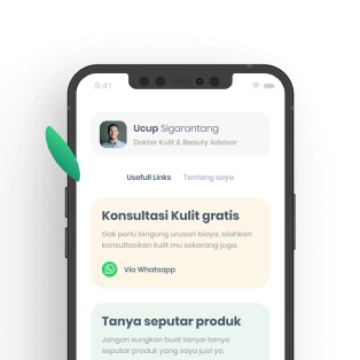 9:41
Ucup Sigarantang
Dokter Kulit & Beauty Advisor
Usefull Links Tentang saya
Konsultasi Kulit gratis
Gak perlu bingung urusan biaya, silahkan
konsultasikan kulit mu sekarang juga.
Via Whatsapp
Tanya seputar produk
Jangan sungkan buat tanya-tanya
seputar produk yang saya jual ya.